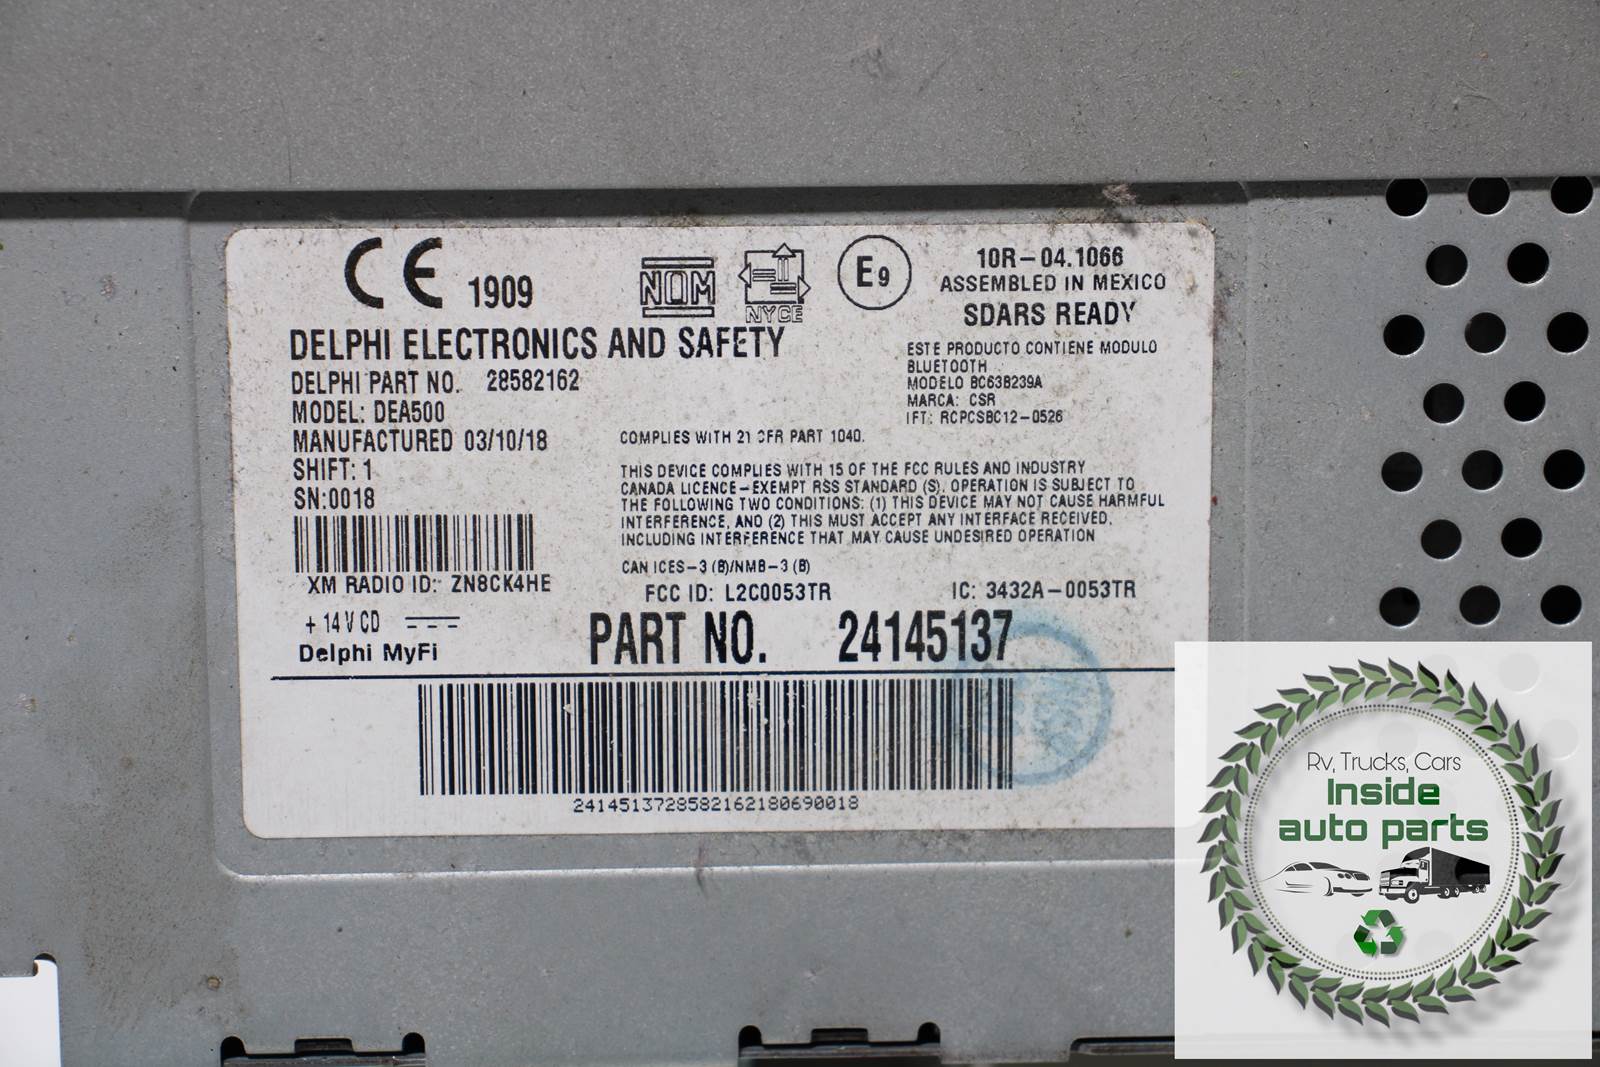 CE 1909
NOM
NYCE
E9
10R-04.1066
ASSEMBLED IN MEXICO
SDARS READY
DELPHI ELECTRONICS AND SAFETY
DELPHI PART NO. 28582162
MODEL: DEA500
MANUFACTURED 03/10/18
SHIFT: 1
SN:0018
ESTE PRODUCTO CONTIENE MODULO
BLUETOOTH
MODELO BC63B239A
MARCA: CSR
IFT: RCPCSBC12-0526
COMPLIES WITH 21 CFR PART 1040.
THIS DEVICE COMPLIES WITH 15 OF THE FCC RULES AND INDUSTRY
CANADA LICENCE-EXEMPT RSS STANDARD (S). OPERATION IS SUBJECT TO
THE FOLLOWING TWO CONDITIONS: (1) THIS DEVICE MAY NOT CAUSE HARMFUL
INTERFERENCE, AND (2) THIS MUST ACCEPT ANY INTERFACE RECEIVED,
INCLUDING INTERFERENCE THAT MAY CAUSE UNDESIRED OPERATION
CAN ICES-3 (B)/NMB-3 (B)
FCC ID: L2C0053TR IC: 3432A-0053TR
XM RADIO ID: ZN8CK4HE
+ 14 V CD
Delphi MyFi
PART NO. 24145137
241451372858216218069​0018
Rv, Trucks, Cars
Inside
auto parts